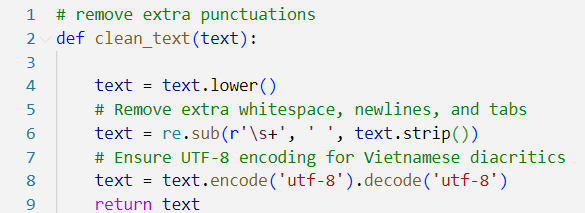 1 # remove extra punctuations
2 def clean_text(text):
3
4 text = text.lower()
5 # Remove extra whitespace, newlines, and tabs
6 text = re.sub(r'\s+', ' ', text.strip())
7 # Ensure UTF-8 encoding for Vietnamese diacritics
8 text = text.encode('utf-8').decode('utf-8')
9 return text